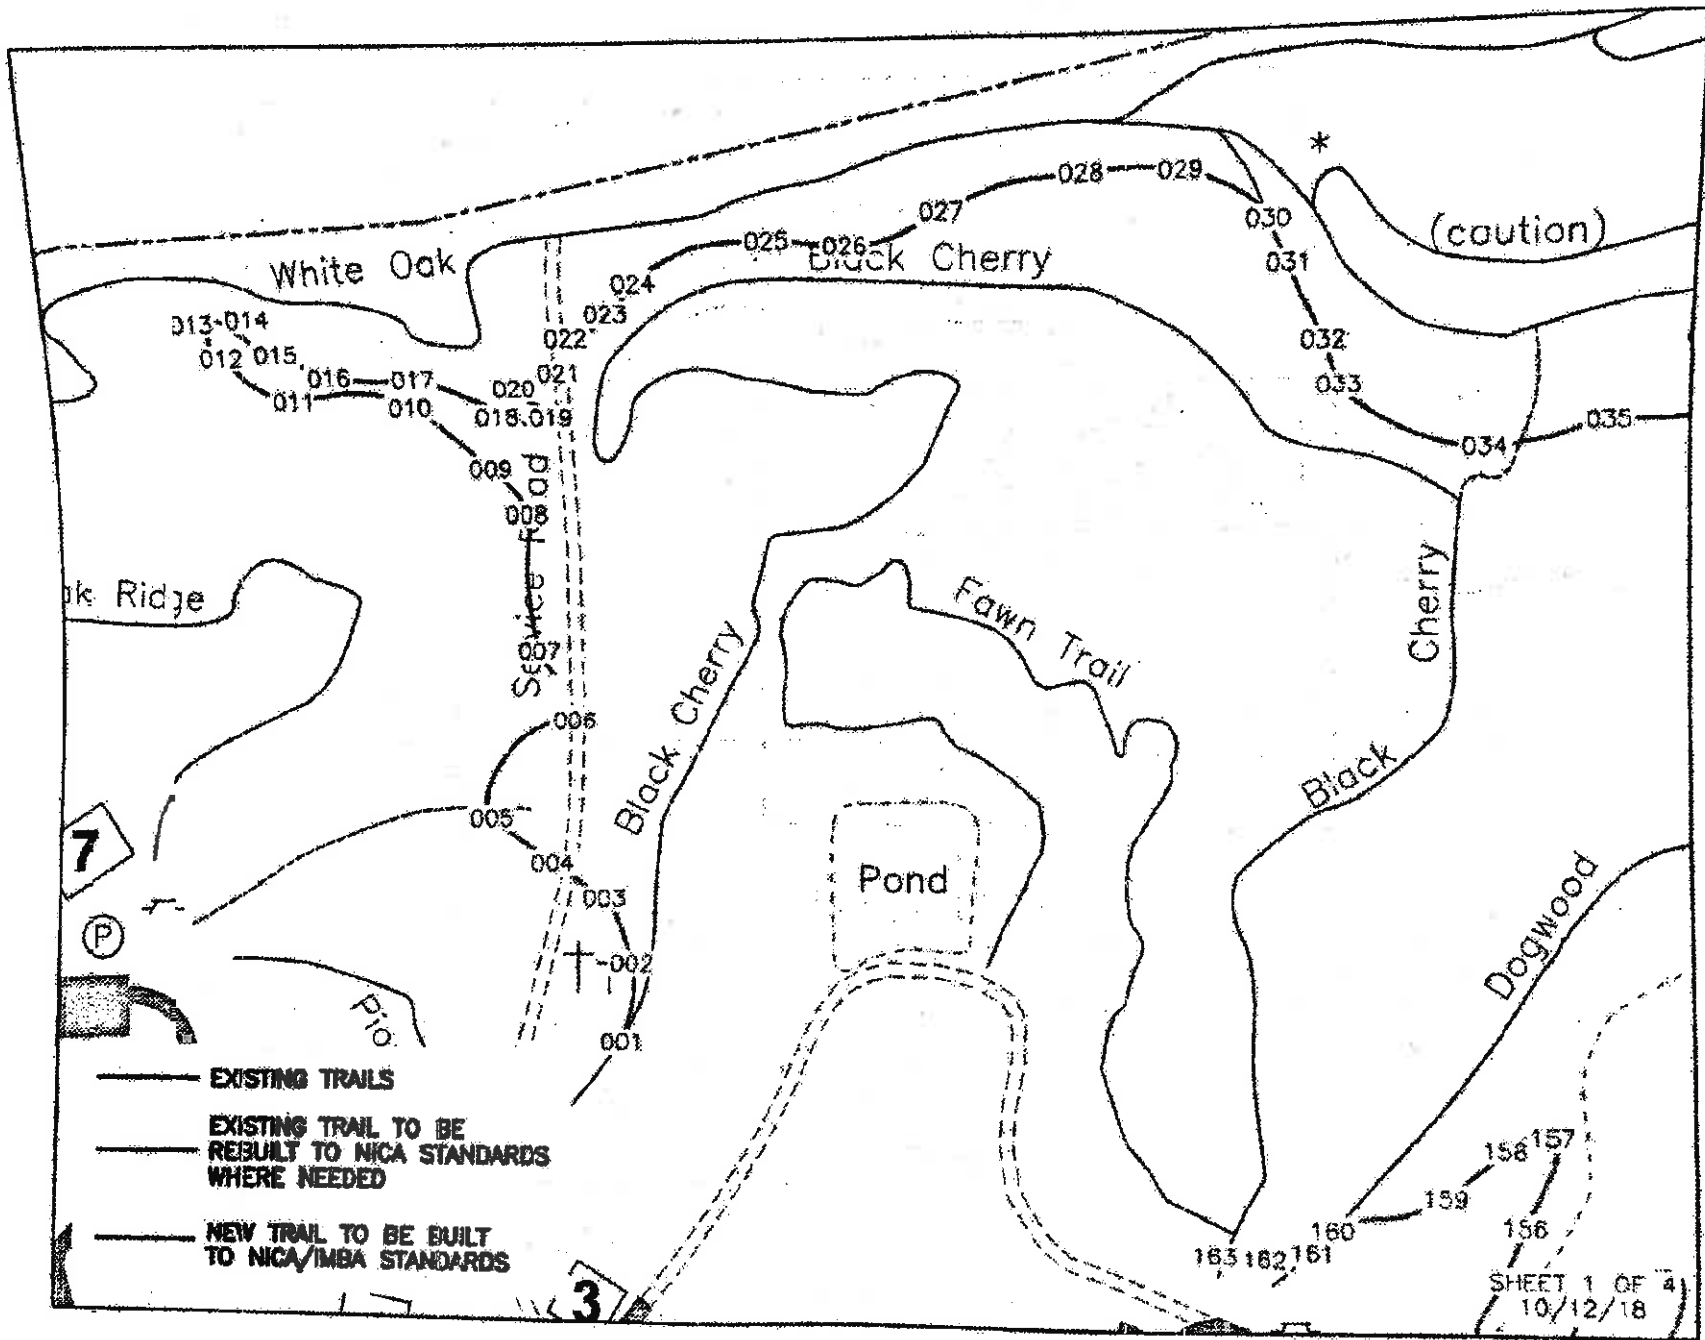 *
(caution)
White Oak
Black Cherry
028
029
027
030
025
026
031
024
023
022
032
033
034
035
013-014
012
015
016
017
011
010
020
021
018
019
009
008
Service Road
007
006
005
004
003
002
001
Ridge
Black Cherry
Fawn Trail
Black Cherry
Pond
Dogwood
7
P
EXISTING TRAILS
EXISTING TRAIL TO BE
REBUILT TO NICA STANDARDS
WHERE NEEDED
NEW TRAIL TO BE BUILT
TO NICA/IMBA STANDARDS
3
158
157
159
156
160
161
162
163
SHEET 1 OF 4
10/12/18